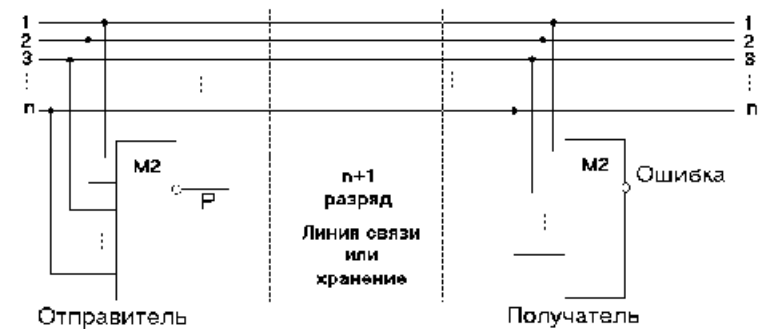 1 1
2 2
3 3
n n
M2 M2
P
n+1
разряд
Линия связи
или
хранение
Ошибка
Отправитель
Получатель